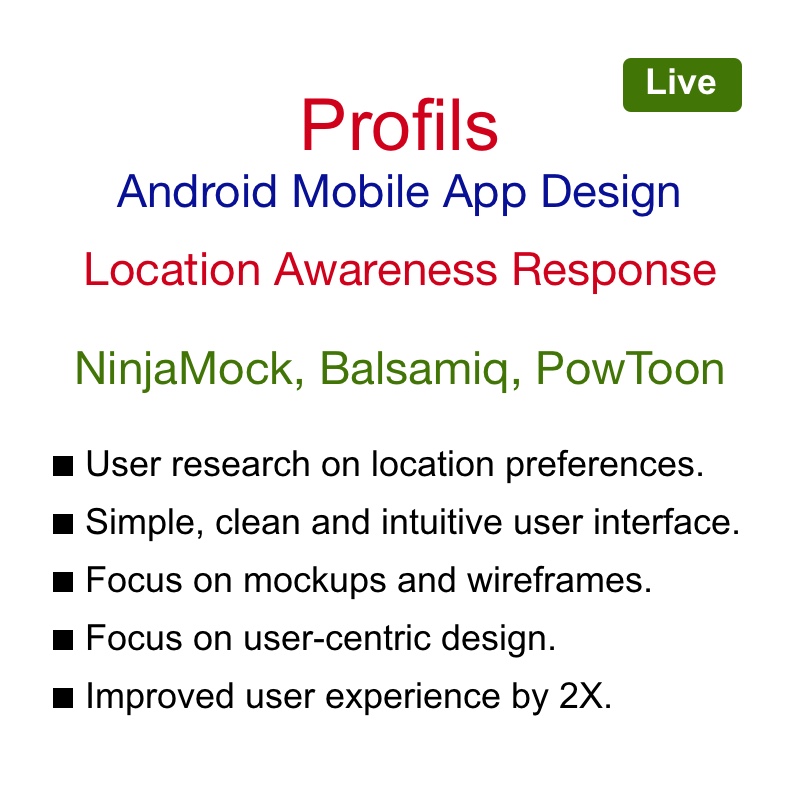 Live
Profils
Android Mobile App Design
Location Awareness Response
NinjaMock, Balsamiq, PowToon
■ User research on location preferences.
■ Simple, clean and intuitive user interface.
■ Focus on mockups and wireframes.
■ Focus on user-centric design.
■ Improved user experience by 2X.